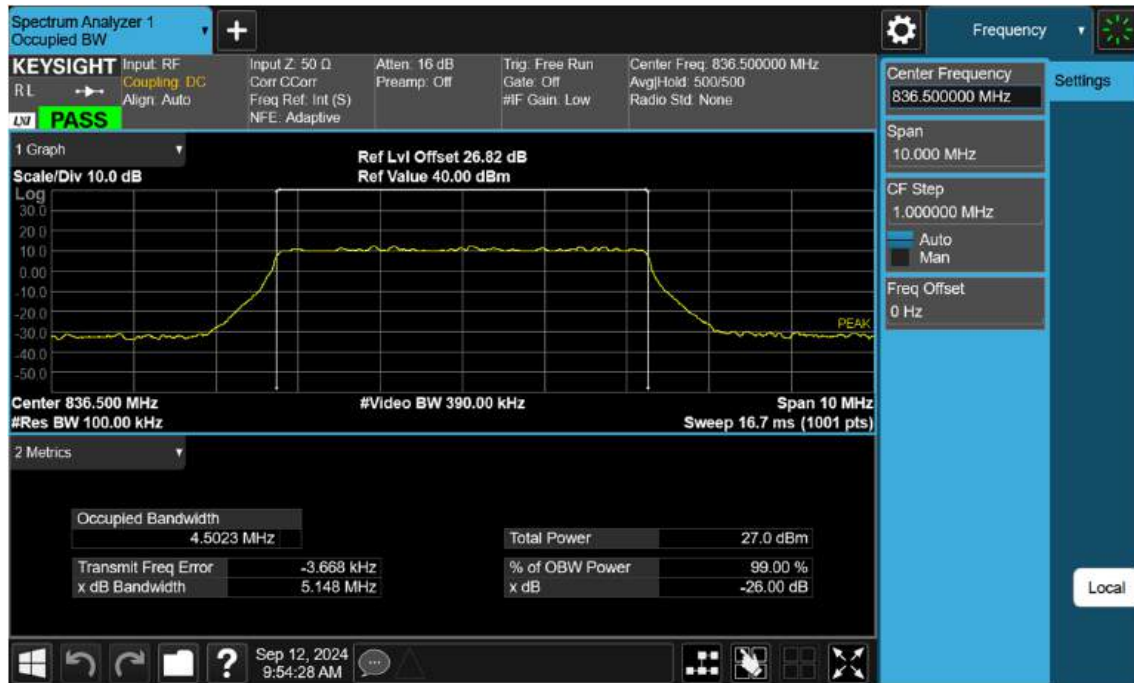 Spectrum Analyzer 1
Occupied BW
+
Frequency
KEYSIGHT
RL
LXI
PASS
Input: RF
Coupling: DC
Align: Auto
Input Z: 50 Ω
Corr CCorr
Freq Ref: Int (S)
NFE: Adaptive
Atten: 16 dB
Preamp: Off
Trig: Free Run
Gate: Off
#IF Gain: Low
Center Freq: 836.500000 MHz
Avg|Hold: 500/500
Radio Std: None
1 Graph
Scale/Div 10.0 dB
Ref Lvl Offset 26.82 dB
Ref Value 40.00 dBm
Log
30.0
20.0
10.0
0.00
-10.0
-20.0
-30.0
-40.0
-50.0
PEAK
Center 836.500 MHz
#Video BW 390.00 kHz
Span 10 MHz
#Res BW 100.00 kHz
Sweep 16.7 ms (1001 pts)
2 Metrics
Occupied Bandwidth
4.5023 MHz
Transmit Freq Error -3.668 kHz
x dB Bandwidth 5.148 MHz
Total Power 27.0 dBm
% of OBW Power 99.00 %
x dB -26.00 dB
Center Frequency
836.500000 MHz
Span
10.000 MHz
CF Step
1.000000 MHz
Auto
Man
Freq Offset
0 Hz
Settings
Local
?
Sep 12, 2024
9:54:28 AM